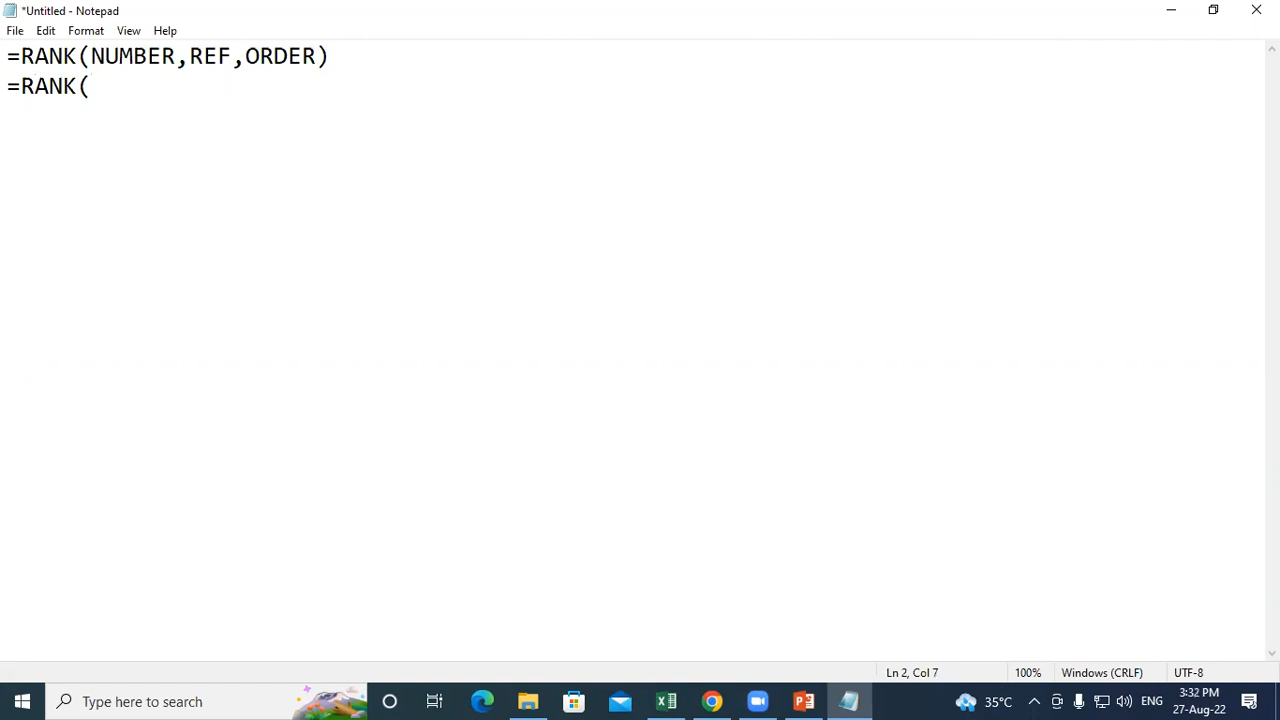 *Untitled - Notepad
File Edit Format View Help
=RANK(NUMBER,REF,ORDER)
=RANK(
Ln 2, Col 7 100% Windows (CRLF) UTF-8
Type here to search 35°C ENG 3:32 PM
27-Aug-22